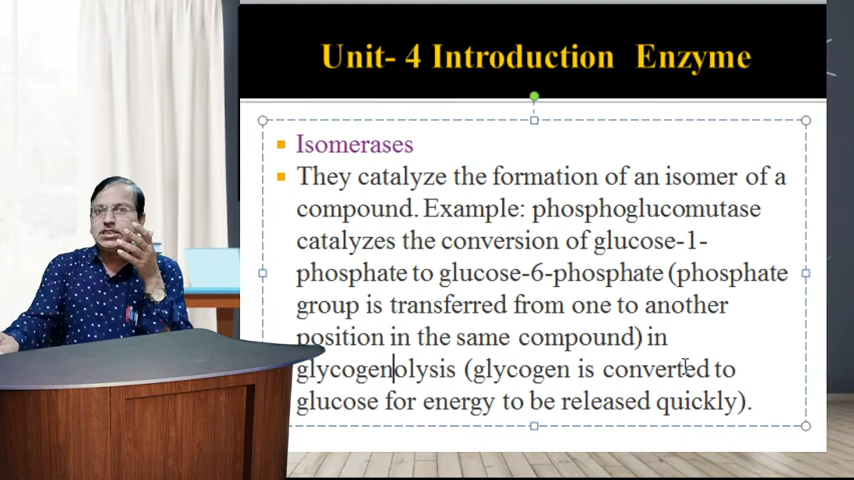 Unit- 4 Introduction Enzyme
Isomerases
They catalyze the formation of an isomer of a
compound. Example: phosphoglucomutase
catalyzes the conversion of glucose-1-
phosphate to glucose-6-phosphate (phosphate
group is transferred from one to another
position in the same compound) in
glycogenolysis (glycogen is converted to
glucose for energy to be released quickly).